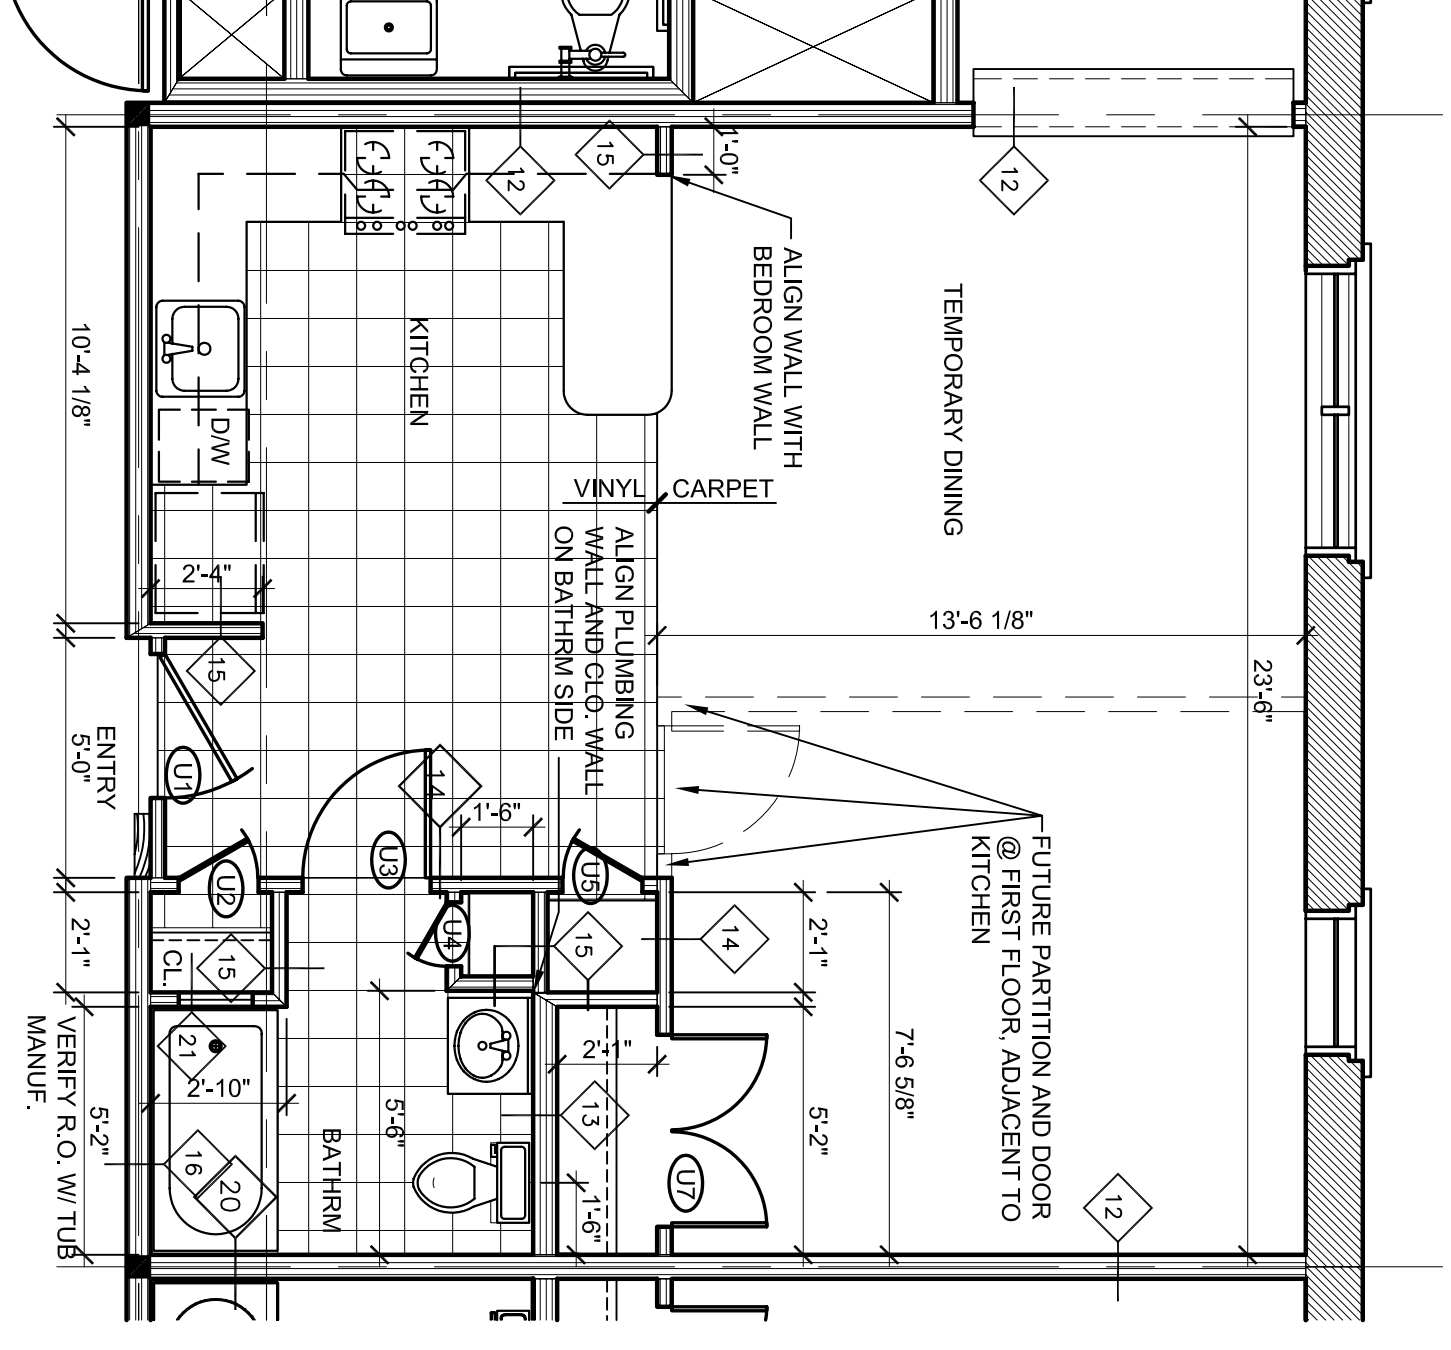 15
12
12
1'-0"
ALIGN WALL WITH
BEDROOM WALL
TEMPORARY DINING
KITCHEN
10'-4 1/8"
D/W
VINYL
CARPET
ALIGN PLUMBING
WALL AND CLO. WALL
ON BATHRM SIDE
2'-4"
13'-6 1/8"
23'-6"
15
ENTRY
5'-0"
U1
14
1'-6"
U3
U2
U5
U4
FUTURE PARTITION AND DOOR
@ FIRST FLOOR, ADJACENT TO
KITCHEN
2'-1"
CL.
15
15
14
2'-1"
7'-6 5/8"
21
2'-10"
2'-1"
13
5'-6"
5'-2"
VERIFY R.O. W/ TUB
MANUF.
5'-2"
16
20
BATHRM
1'-6"
U7
12